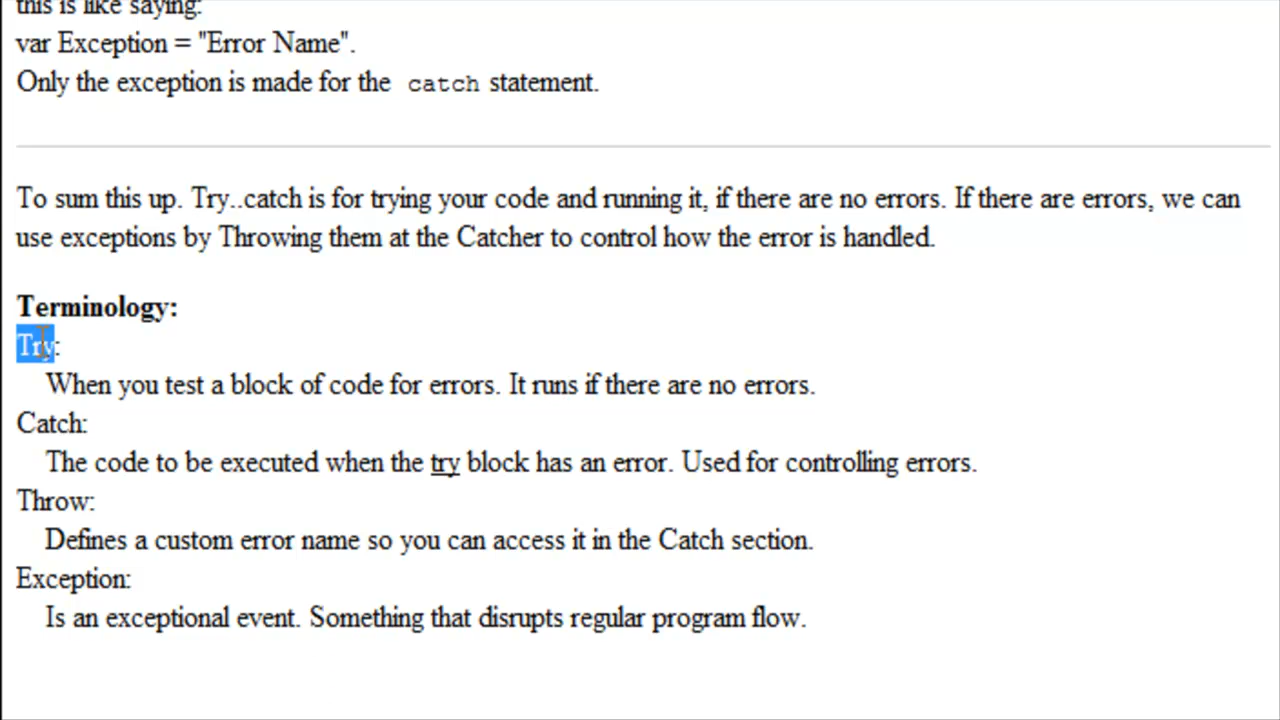 this is like saying:
var Exception = "Error Name".
Only the exception is made for the catch statement.
To sum this up. Try..catch is for trying your code and running it, if there are no errors. If there are errors, we can
use exceptions by Throwing them at the Catcher to control how the error is handled.
Terminology:
Try:
When you test a block of code for errors. It runs if there are no errors.
Catch:
The code to be executed when the try block has an error. Used for controlling errors.
Throw:
Defines a custom error name so you can access it in the Catch section.
Exception:
Is an exceptional event. Something that disrupts regular program flow.